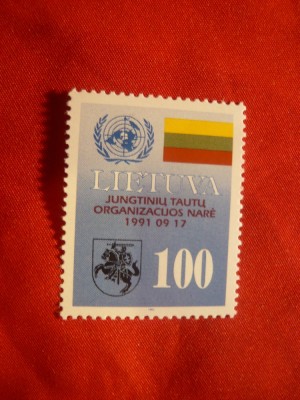 LIETUVA
JUNGTINIŲ TAUTŲ
ORGANIZACIJOS NARĖ
1991 09 17
100